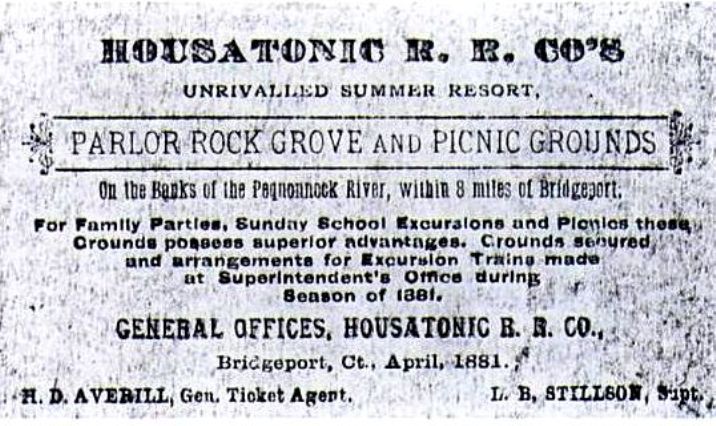 HOUSATONIC R. R. CO'S
UNRIVALLED SUMMER RESORT,
PARLOR ROCK GROVE AND PICNIC GROUNDS
On the Banks of the Pequonnock River, within 8 miles of Bridgeport.
For Family Parties, Sunday School Excursions and Picnics these
Grounds possess superior advantages. Grounds secured
and arrangements for Excursion Trains made
at Superintendent's Office during
Season of 1881.
GENERAL OFFICES, HOUSATONIC R. R. CO.,
Bridgeport, Ct., April, 1881.
H. D. AVERILL, Gen. Ticket Agent. L. B. STILLSON, Supt.